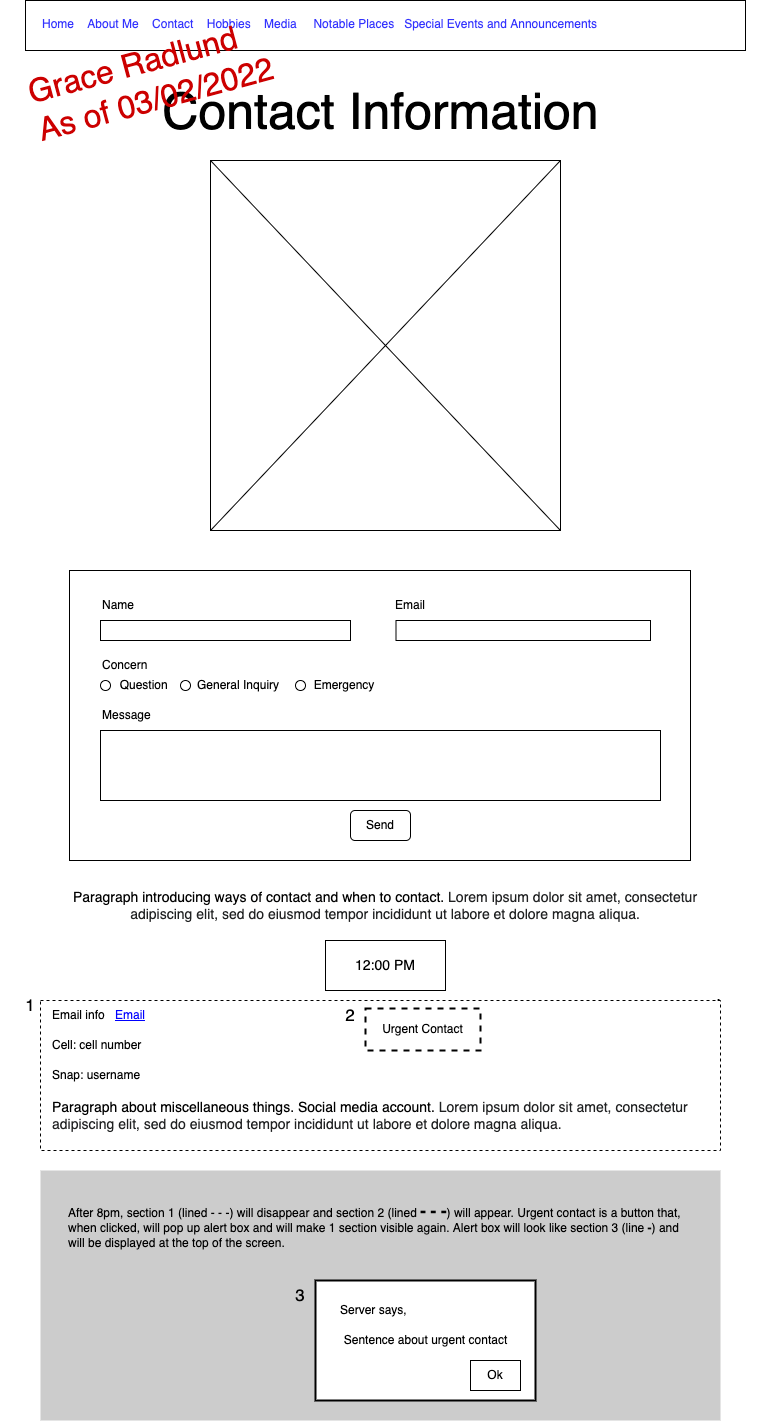 Home About Me Contact Hobbies Media Notable Places Special Events and Announcements
Grace Radlund
As of 03/02/2022
Contact Information
Name Email
Concern
Question General Inquiry Emergency
Message
Send
Paragraph introducing ways of contact and when to contact. Lorem ipsum dolor sit amet, consectetur
adipiscing elit, sed do eiusmod tempor incididunt ut labore et dolore magna aliqua.
12:00 PM
1
Email info Email
2
Urgent Contact
Cell: cell number
Snap: username
Paragraph about miscellaneous things. Social media account. Lorem ipsum dolor sit amet, consectetur
adipiscing elit, sed do eiusmod tempor incididunt ut labore et dolore magna aliqua.
After 8pm, section 1 (lined - - -) will disappear and section 2 (lined - - -) will appear. Urgent contact is a button that,
when clicked, will pop up alert box and will make 1 section visible again. Alert box will look like section 3 (line -) and
will be displayed at the top of the screen.
3
Server says,
Sentence about urgent contact
Ok